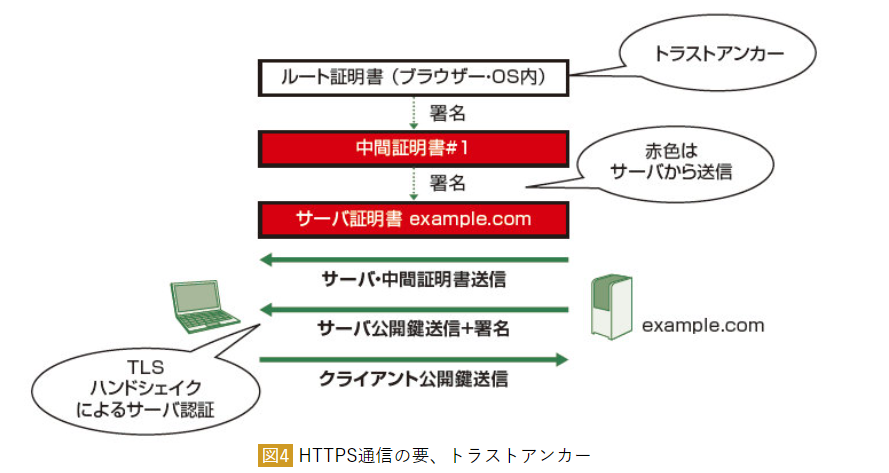 トラストアンカー
ルート証明書（ブラウザー・OS内）
署名
中間証明書#1
赤色は
サーバから送信
署名
サーバ証明書 example.com
サーバ・中間証明書送信
サーバ公開鍵送信+署名
example.com
クライアント公開鍵送信
TLS
ハンドシェイク
によるサーバ認証
図4 HTTPS通信の要、トラストアンカー